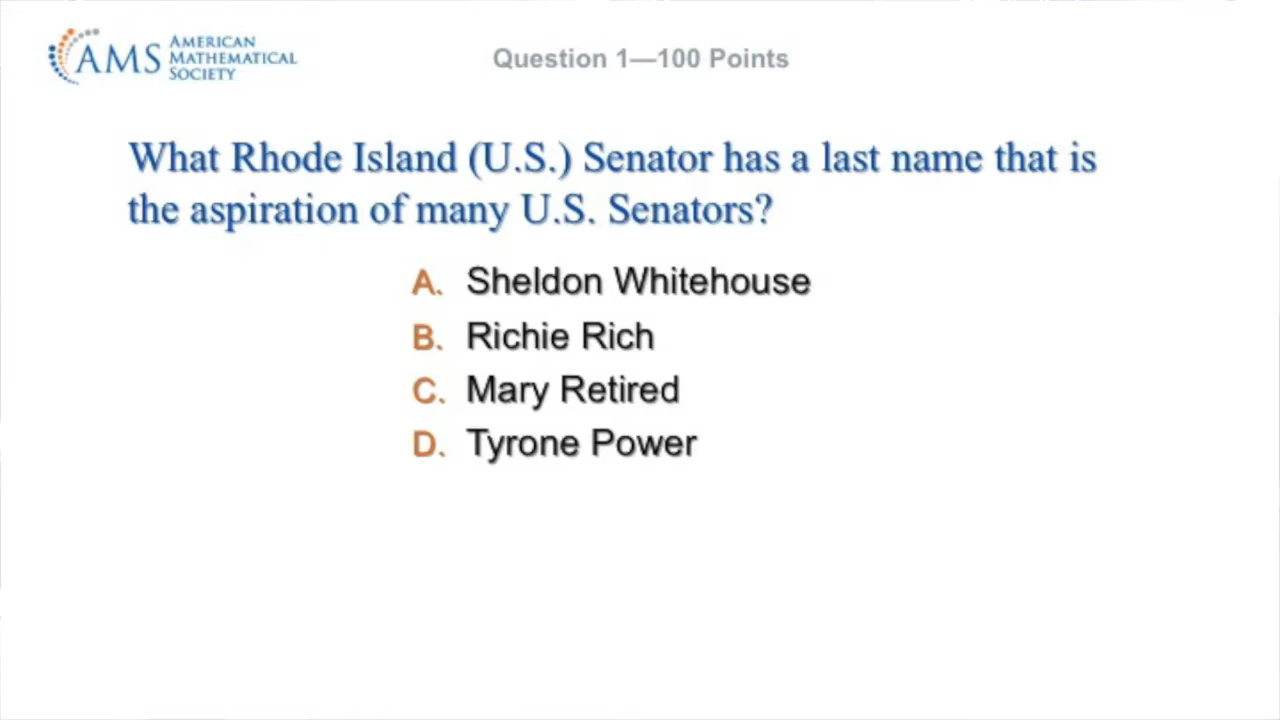 AMS AMERICAN
MATHEMATICAL
SOCIETY
Question 1—100 Points
What Rhode Island (U.S.) Senator has a last name that is
the aspiration of many U.S. Senators?
A. Sheldon Whitehouse
B. Richie Rich
C. Mary Retired
D. Tyrone Power